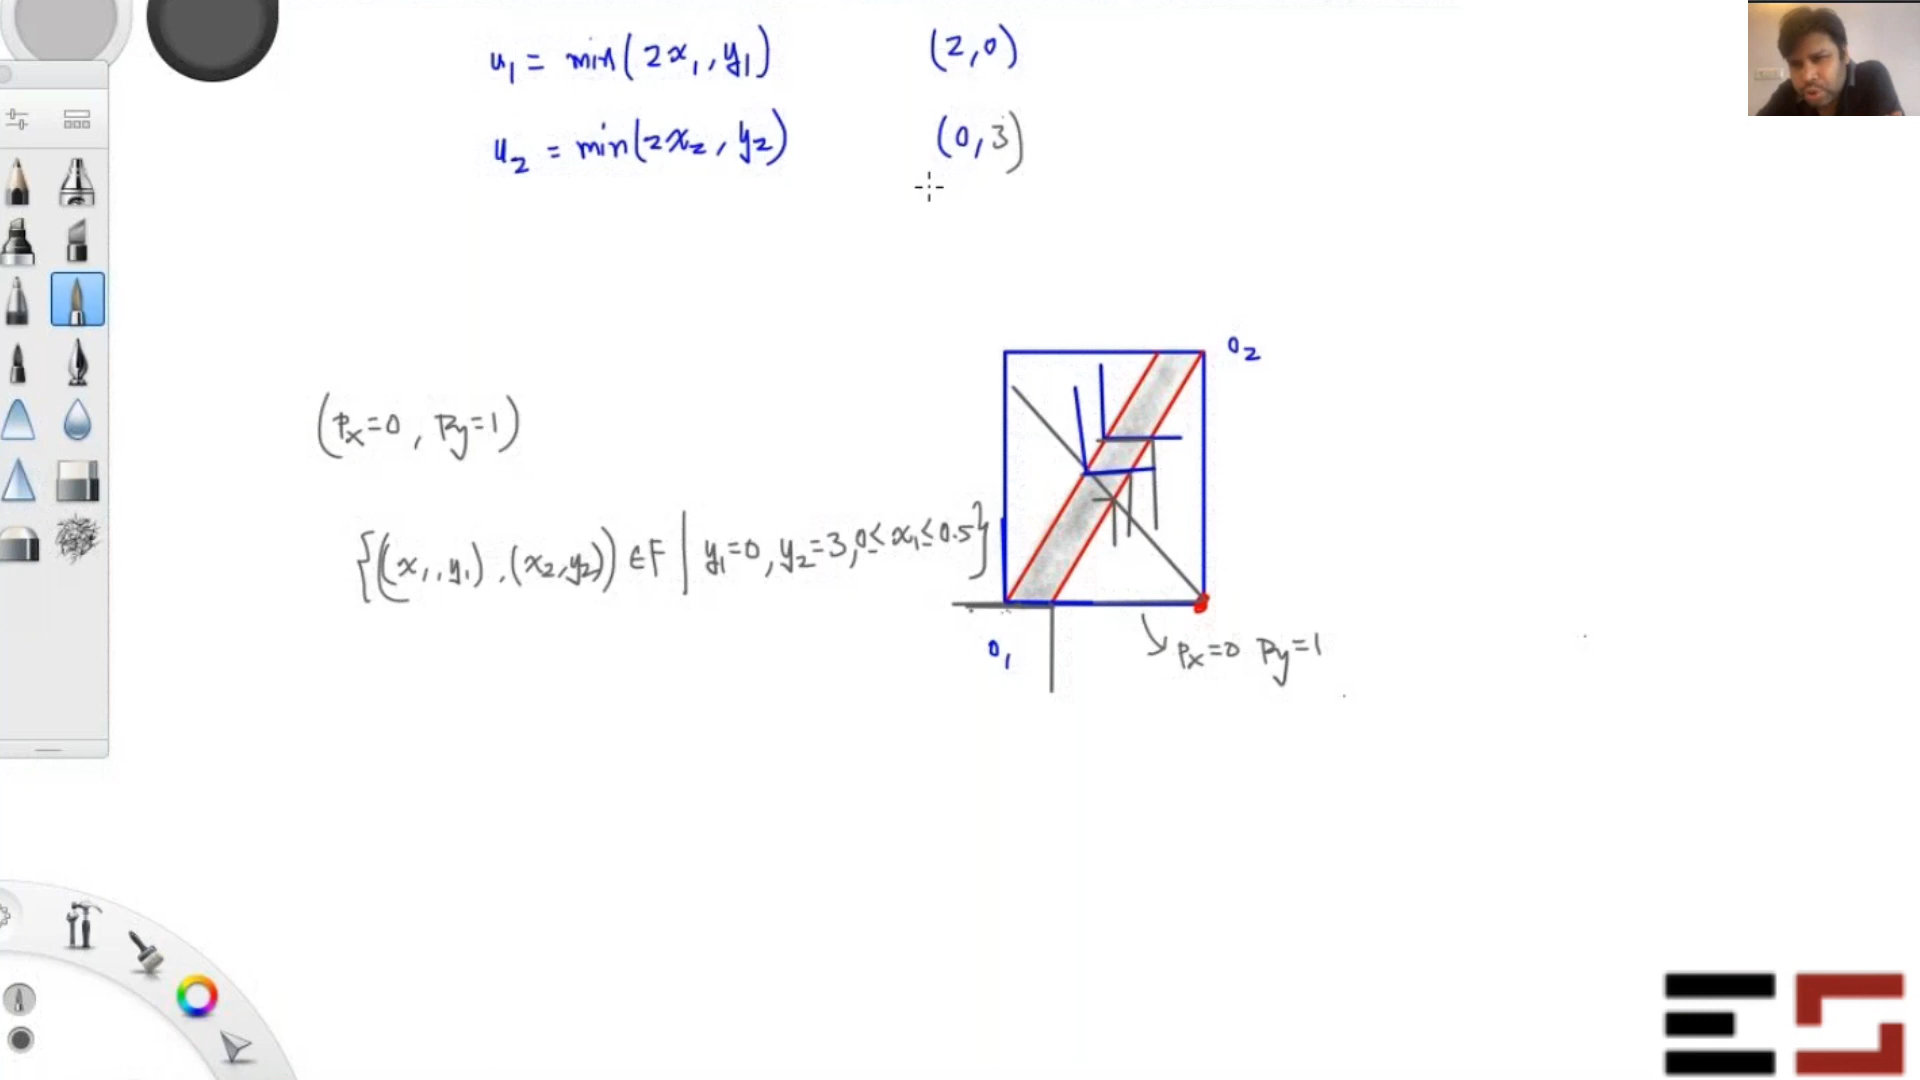 u₁ = min(2x₁, y₁) (2,0)
u₂ = min(2x₂, y₂) (0,3)
O₂
(Px=0, Py=1)
{((x₁, y₁), (x₂, y₂)) ∈ F | y₁=0, y₂=3, 0≤x₁≤0.5}
O₁
Px=0 Py=1
ES